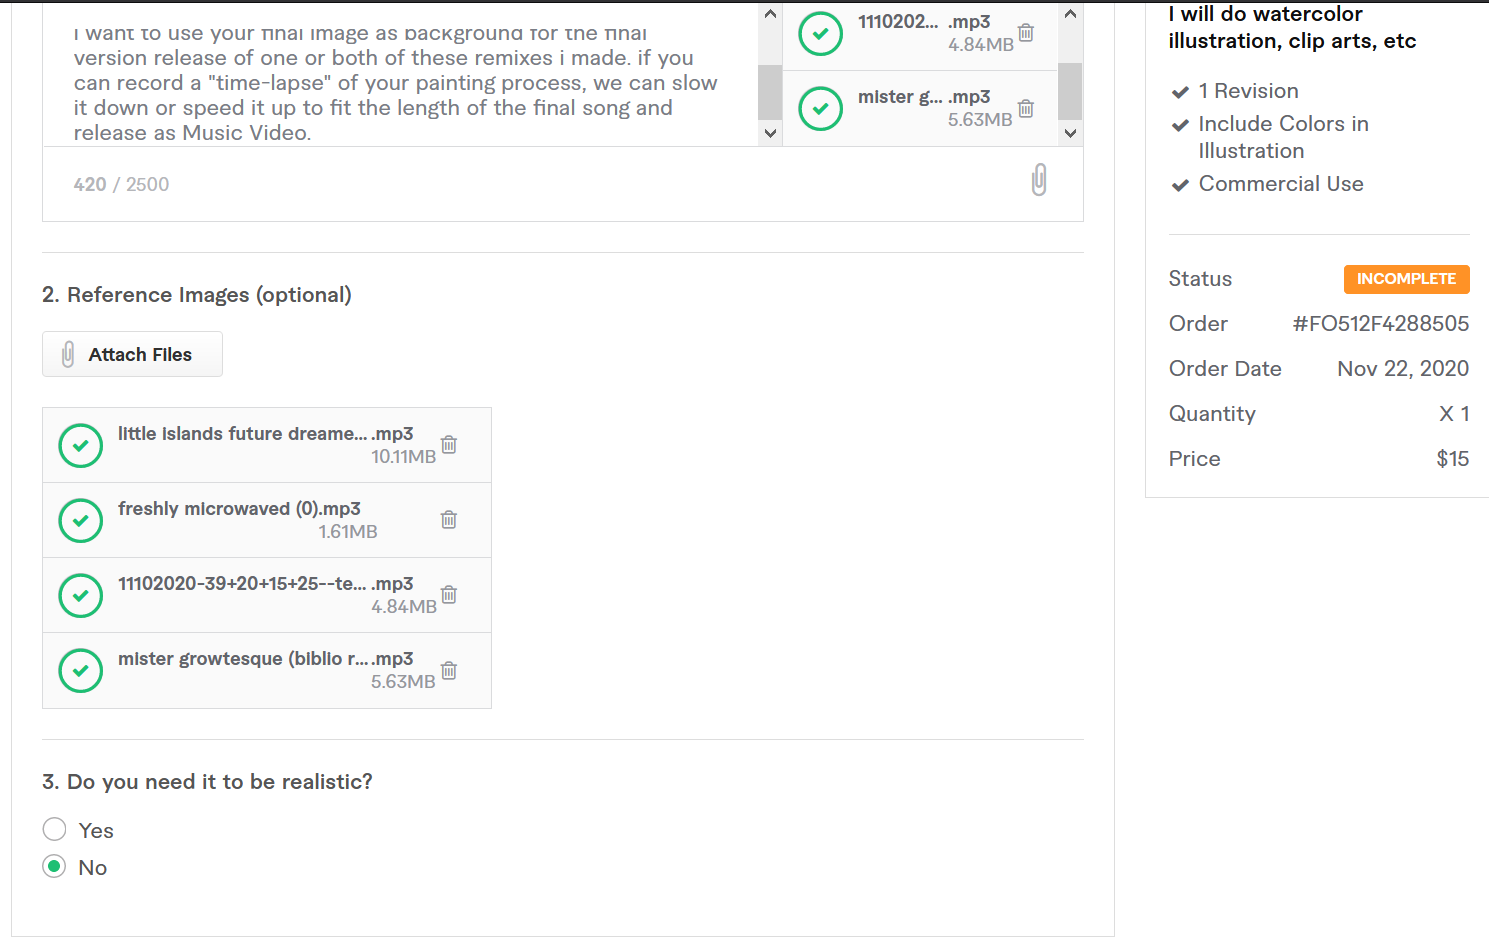 i want to use your final image as background for the final
version release of one or both of these remixes i made. if you
can record a "time-lapse" of your painting process, we can slow
it down or speed it up to fit the length of the final song and
release as Music Video.
1110202... .mp3
4.84MB
mister g... .mp3
5.63MB
420 / 2500
2. Reference Images (optional)
Attach Files
little islands future dreame... .mp3
10.11MB
freshly microwaved (0).mp3
1.61MB
11102020-39+20+15+25--te... .mp3
4.84MB
mister growtesque (biblio r... .mp3
5.63MB
3. Do you need it to be realistic?
Yes
No
I will do watercolor
illustration, clip arts, etc
1 Revision
Include Colors in
Illustration
Commercial Use
Status INCOMPLETE
Order #FO512F4288505
Order Date Nov 22, 2020
Quantity X 1
Price $15